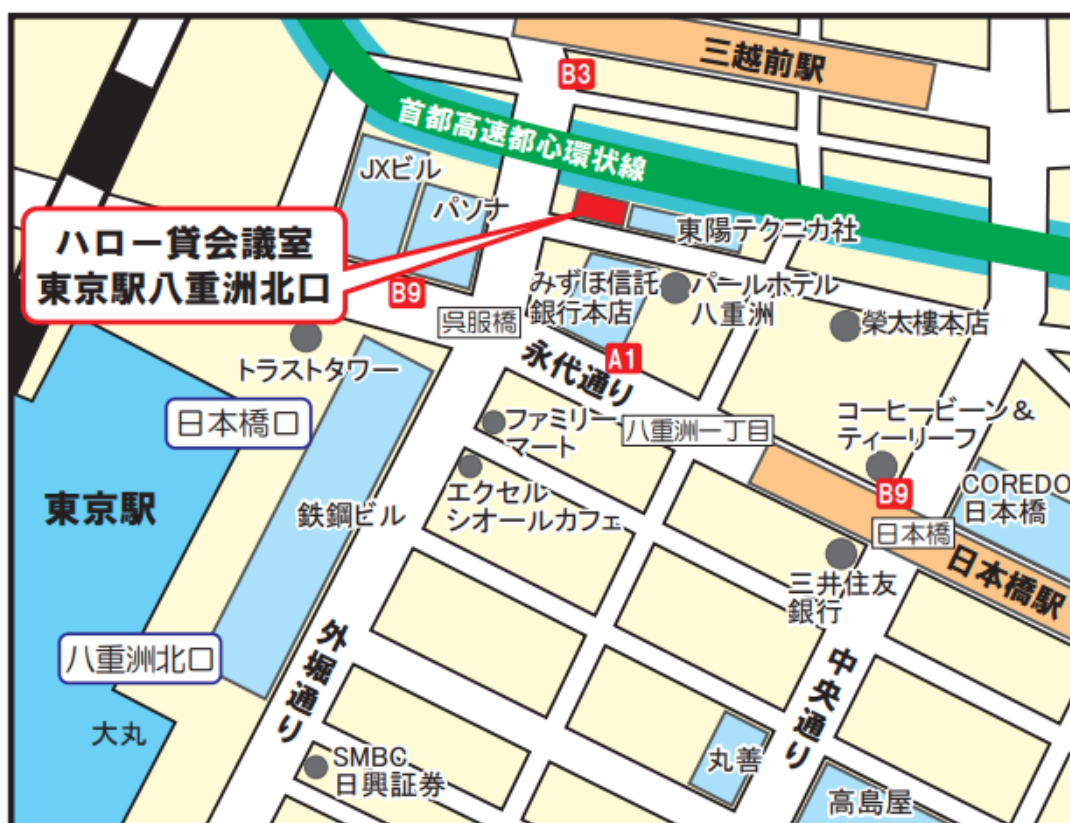 三越前駅
B3
首都高速都心環状線
JXビル
パソナ
ハロー貸会議室
東京駅八重洲北口
東陽テクニカ社
B9
呉服橋
みずほ信託
銀行本店
パールホテル
八重洲
榮太樓本店
A1
永代通り
トラストタワー
日本橋口
ファミリー
マート
八重洲一丁目
コーヒービーン＆
ティーリーフ
B9
COREDO
日本橋
日本橋
日本橋駅
東京駅
鉄鋼ビル
エクセル
シオールカフェ
三井住友
銀行
八重洲北口
外堀通り
中央通り
大丸
SMBC
日興証券
丸善
高島屋